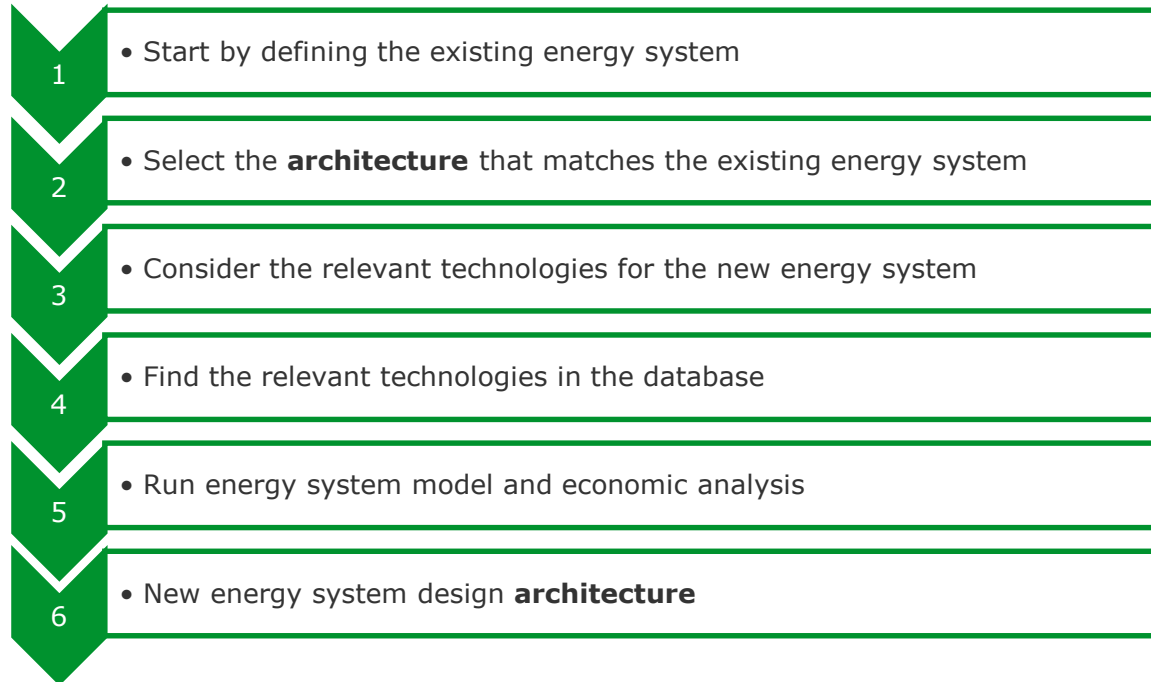 1
• Start by defining the existing energy system
2
• Select the architecture that matches the existing energy system
3
• Consider the relevant technologies for the new energy system
4
• Find the relevant technologies in the database
5
• Run energy system model and economic analysis
6
• New energy system design architecture